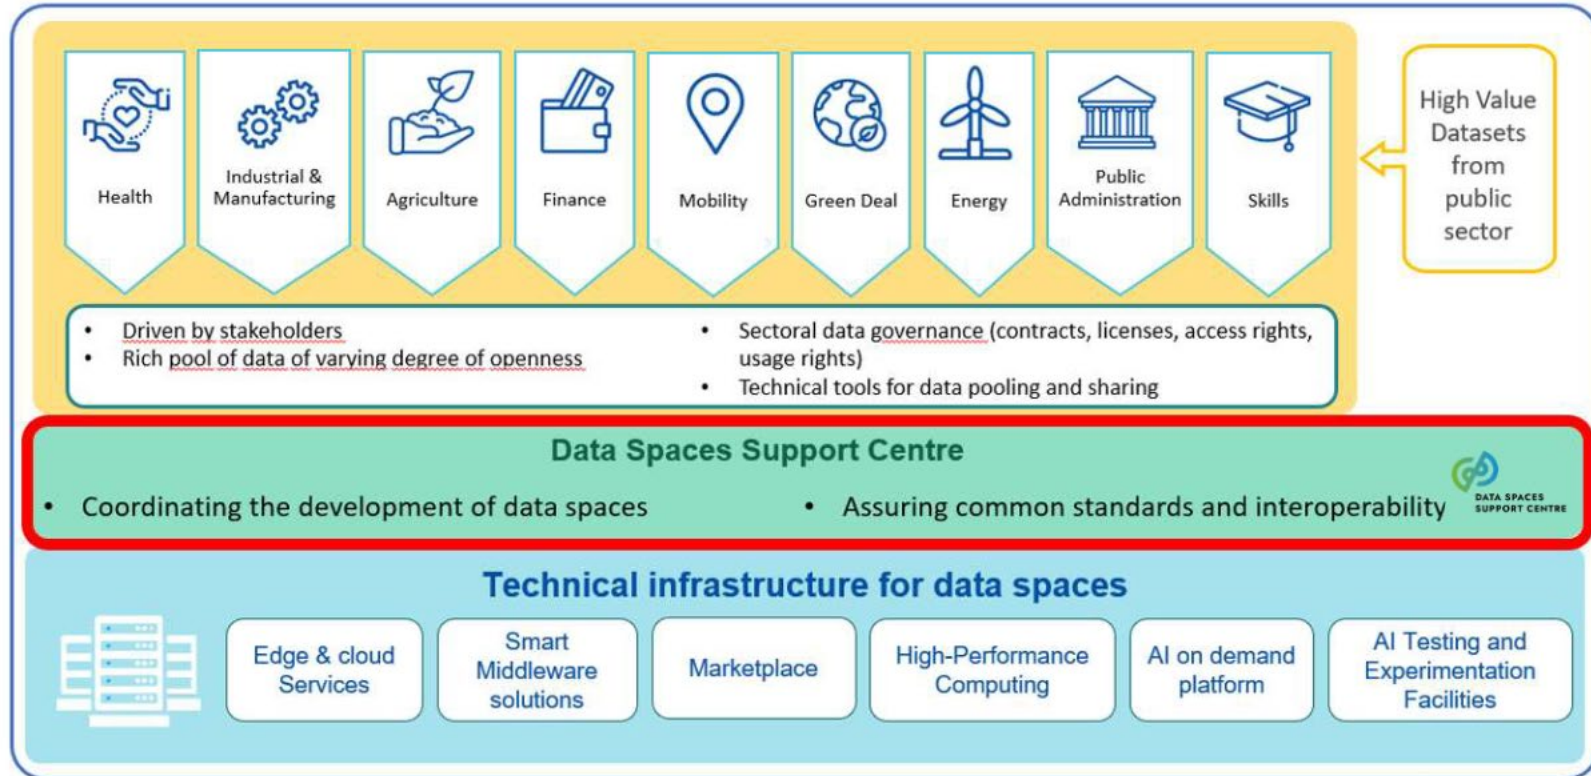 Health
Industrial &
Manufacturing
Agriculture
Finance
Mobility
Green Deal
Energy
Public
Administration
Skills
High Value
Datasets
from
public
sector
• Driven by stakeholders
• Rich pool of data of varying degree of openness
• Sectoral data governance (contracts, licenses, access rights,
usage rights)
• Technical tools for data pooling and sharing
Data Spaces Support Centre
• Coordinating the development of data spaces
• Assuring common standards and interoperability
DATA SPACES
SUPPORT CENTRE
Technical infrastructure for data spaces
Edge & cloud
Services
Smart
Middleware
solutions
Marketplace
High-Performance
Computing
AI on demand
platform
AI Testing and
Experimentation
Facilities